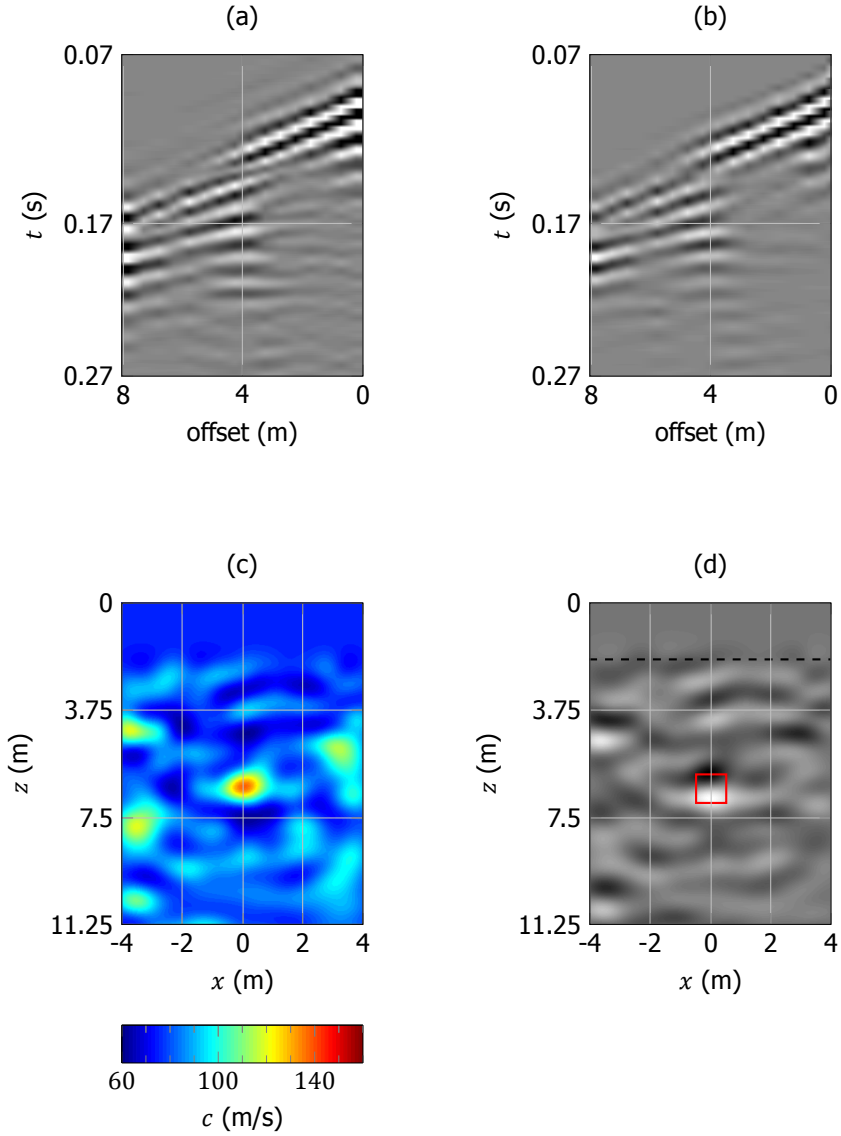 (a) (b)
0.07 0.07
t (s) t (s)
0.17 0.17
0.27 0.27
8 4 0 8 4 0
offset (m) offset (m)
(c) (d)
0 0
3.75 3.75
z (m) z (m)
7.5 7.5
11.25 11.25
-4 -2 0 2 4 -4 -2 0 2 4
x (m) x (m)
60 100 140
c (m/s)